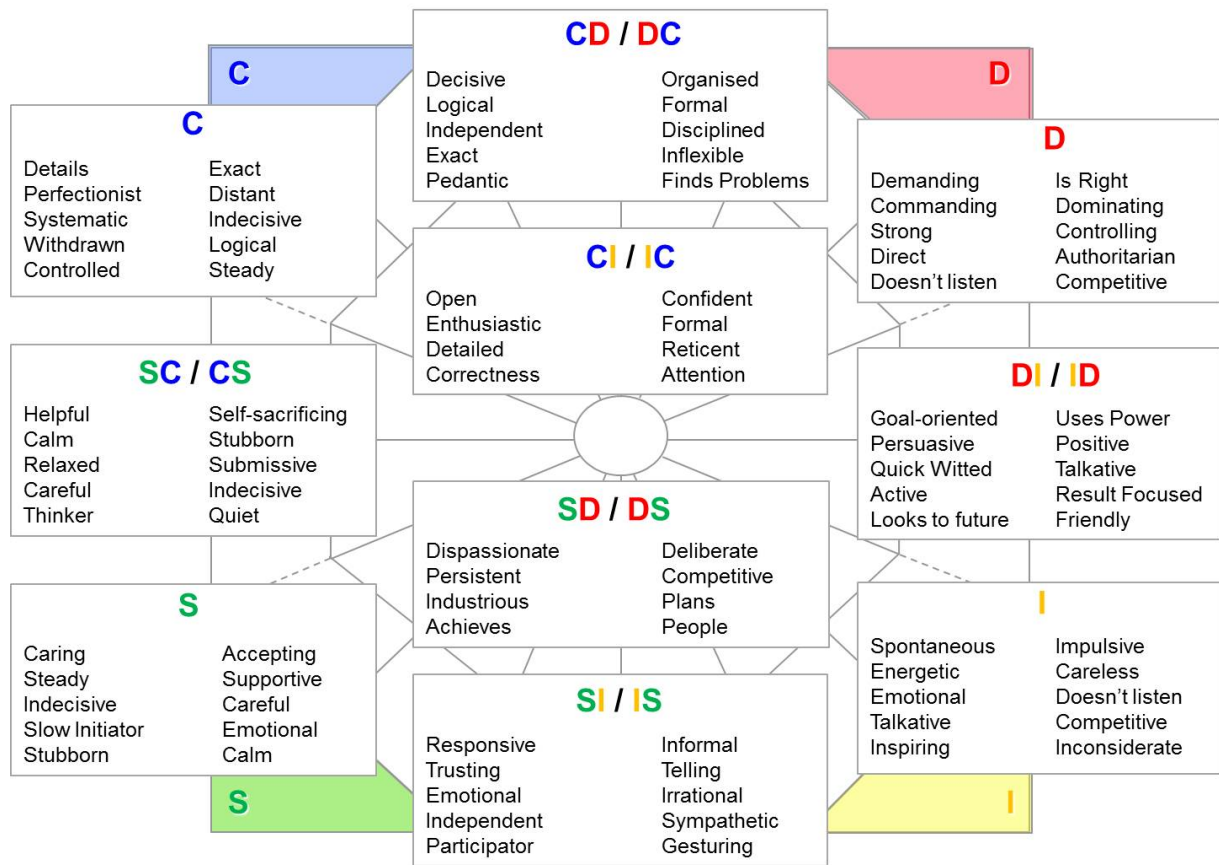 C
D
CD / DC
Decisive Organised
Logical Formal
Independent Disciplined
Exact Inflexible
Pedantic Finds Problems
C
Details Exact
Perfectionist Distant
Systematic Indecisive
Withdrawn Logical
Controlled Steady
D
Demanding Is Right
Commanding Dominating
Strong Controlling
Direct Authoritarian
Doesn't listen Competitive
CI / IC
Open Confident
Enthusiastic Formal
Detailed Reticent
Correctness Attention
SC / CS
Helpful Self-sacrificing
Calm Stubborn
Relaxed Submissive
Careful Indecisive
Thinker Quiet
DI / ID
Goal-oriented Uses Power
Persuasive Positive
Quick Witted Talkative
Active Result Focused
Looks to future Friendly
SD / DS
Dispassionate Deliberate
Persistent Competitive
Industrious Plans
Achieves People
S
Caring Accepting
Steady Supportive
Indecisive Careful
Slow Initiator Emotional
Stubborn Calm
I
Spontaneous Impulsive
Energetic Careless
Emotional Doesn't listen
Talkative Competitive
Inspiring Inconsiderate
SI / IS
Responsive Informal
Trusting Telling
Emotional Irrational
Independent Sympathetic
Participator Gesturing
S
I